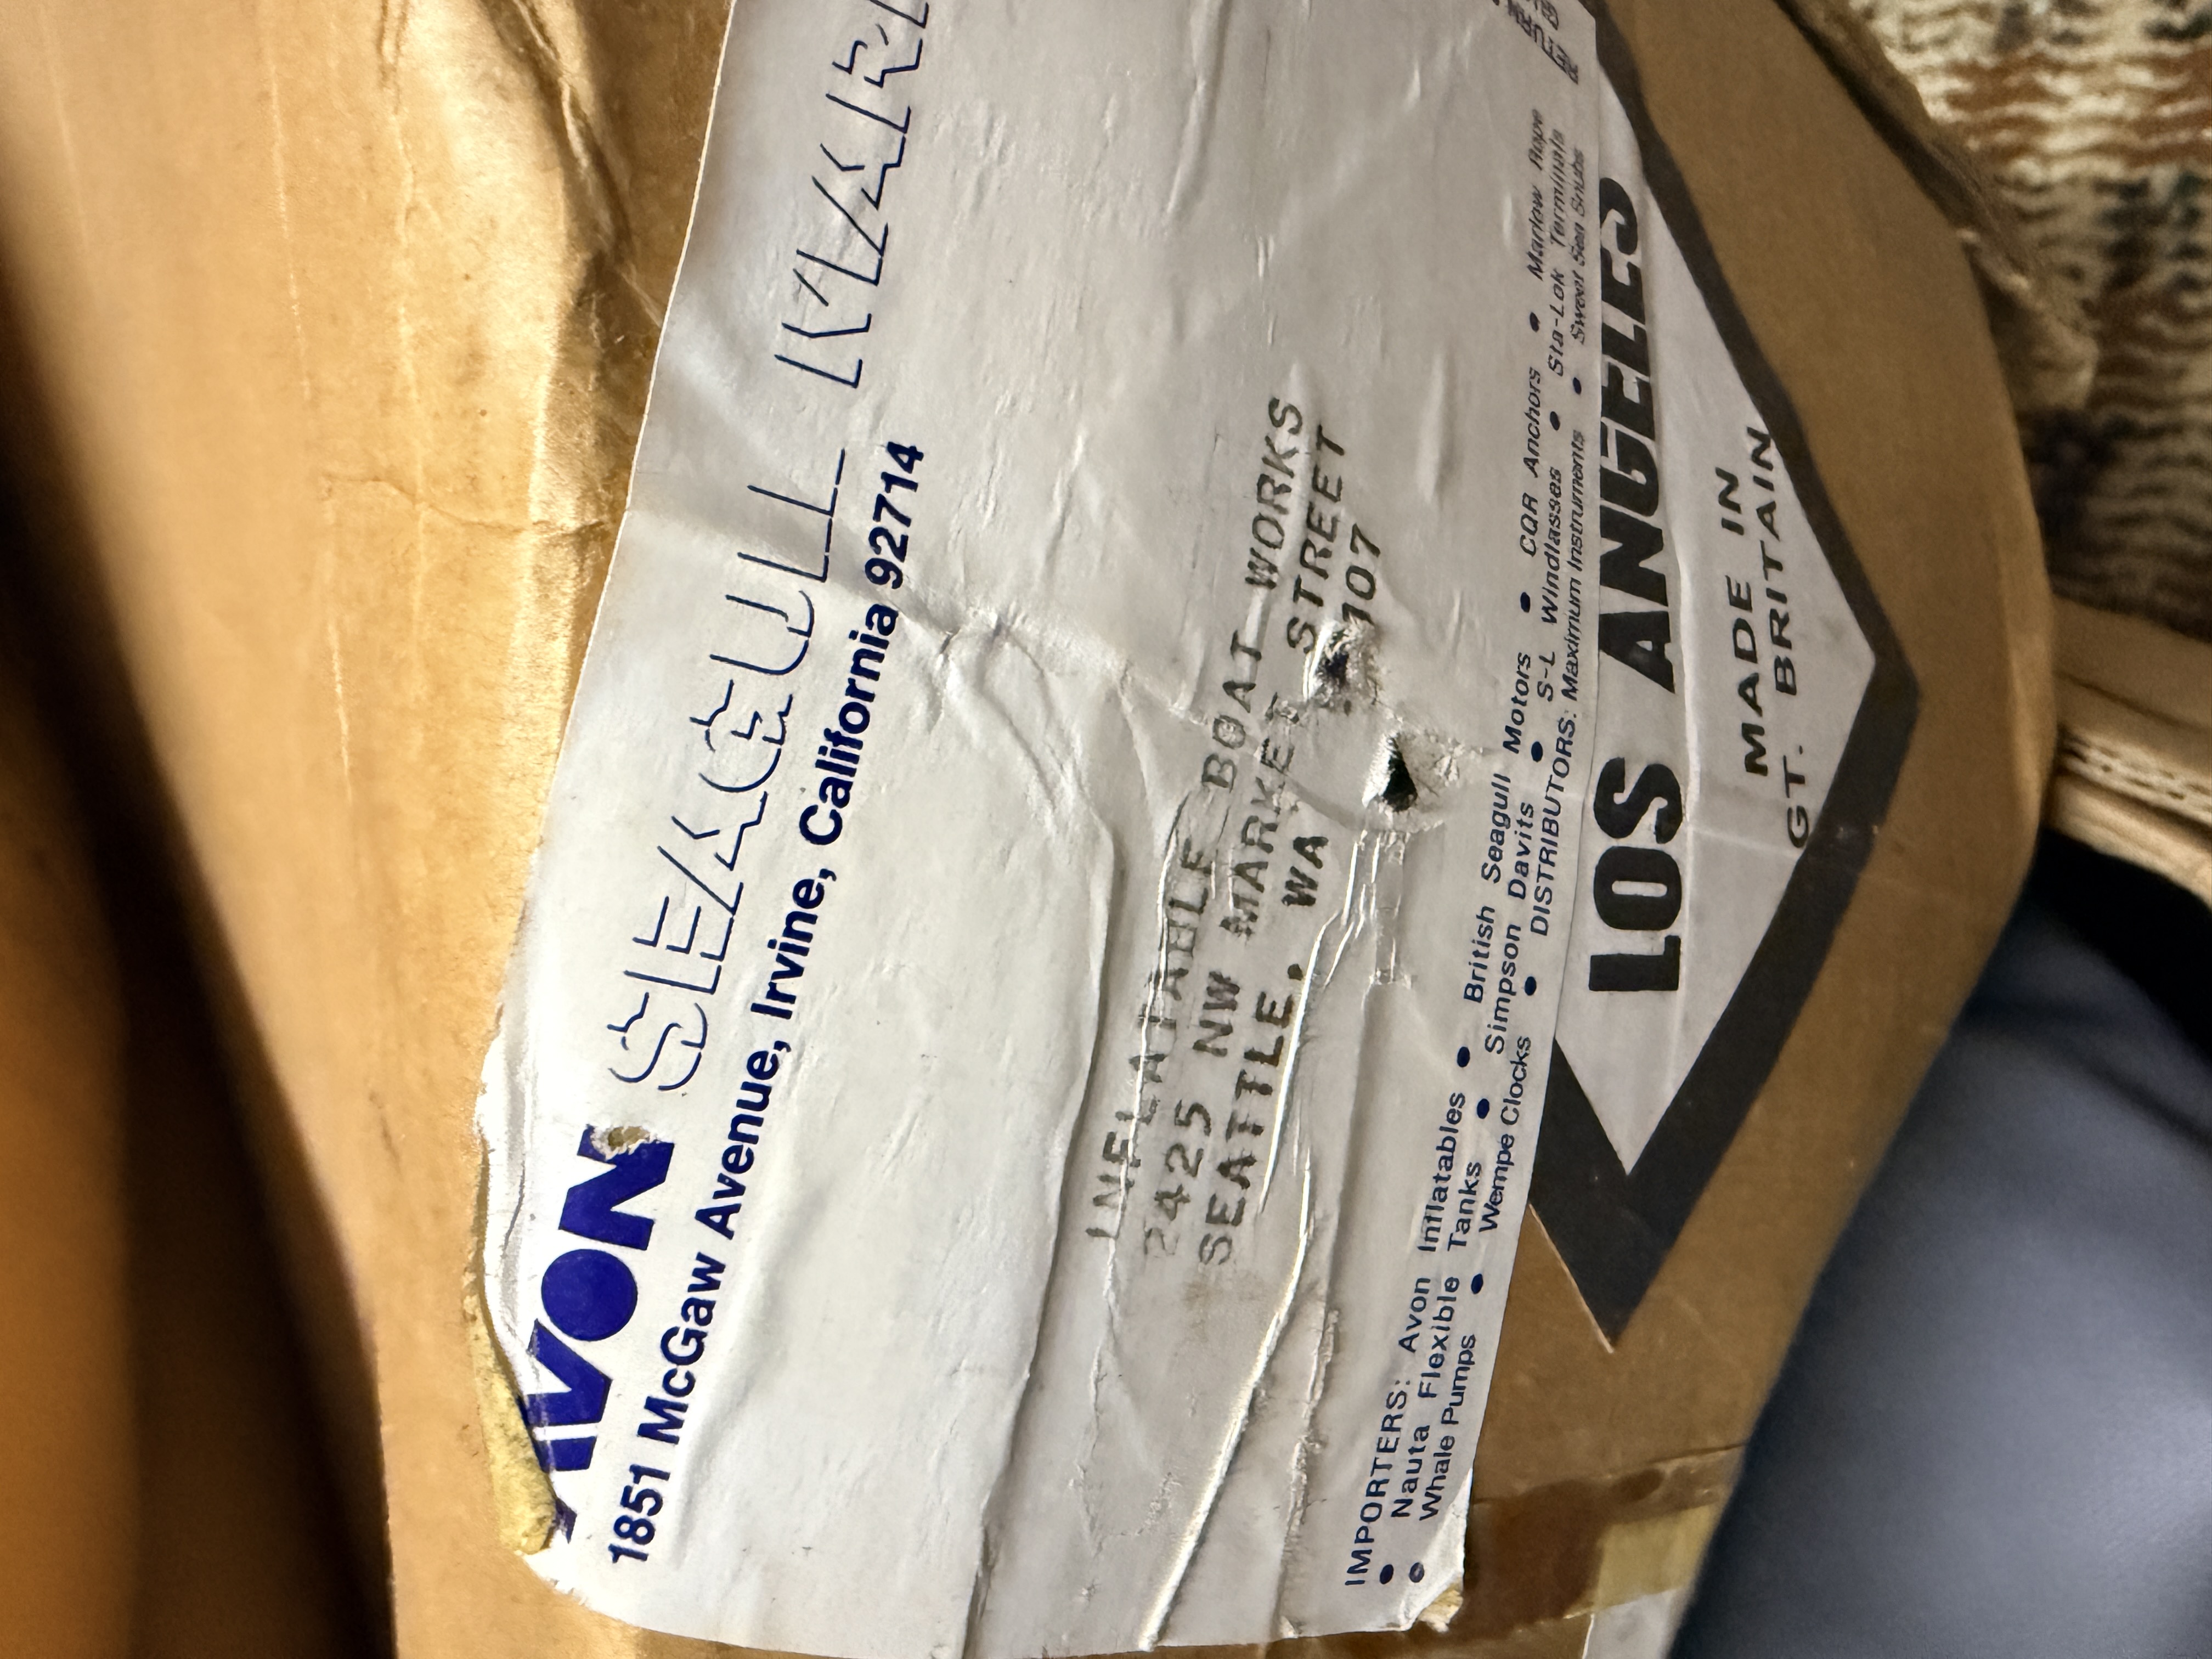 AVON SEAGULL MAR
1851 McGaw Avenue, Irvine, California 92714
INFLATABLE BOAT WORKS
2425 NW MARKET STREET
SEATTLE, WA 107
IMPORTERS: Avon Inflatables • British Seagull Motors • CQR Anchors • Marlow Rope
• Nauta Flexible Tanks • Simpson Davits • S-L Windlasses • Sta-Lok Terminals
• Whale Pumps • Wempe Clocks • DISTRIBUTORS: Maximum Instruments • Sweet Sea Snubs
LOS ANGELES
MADE IN
GT. BRITAIN